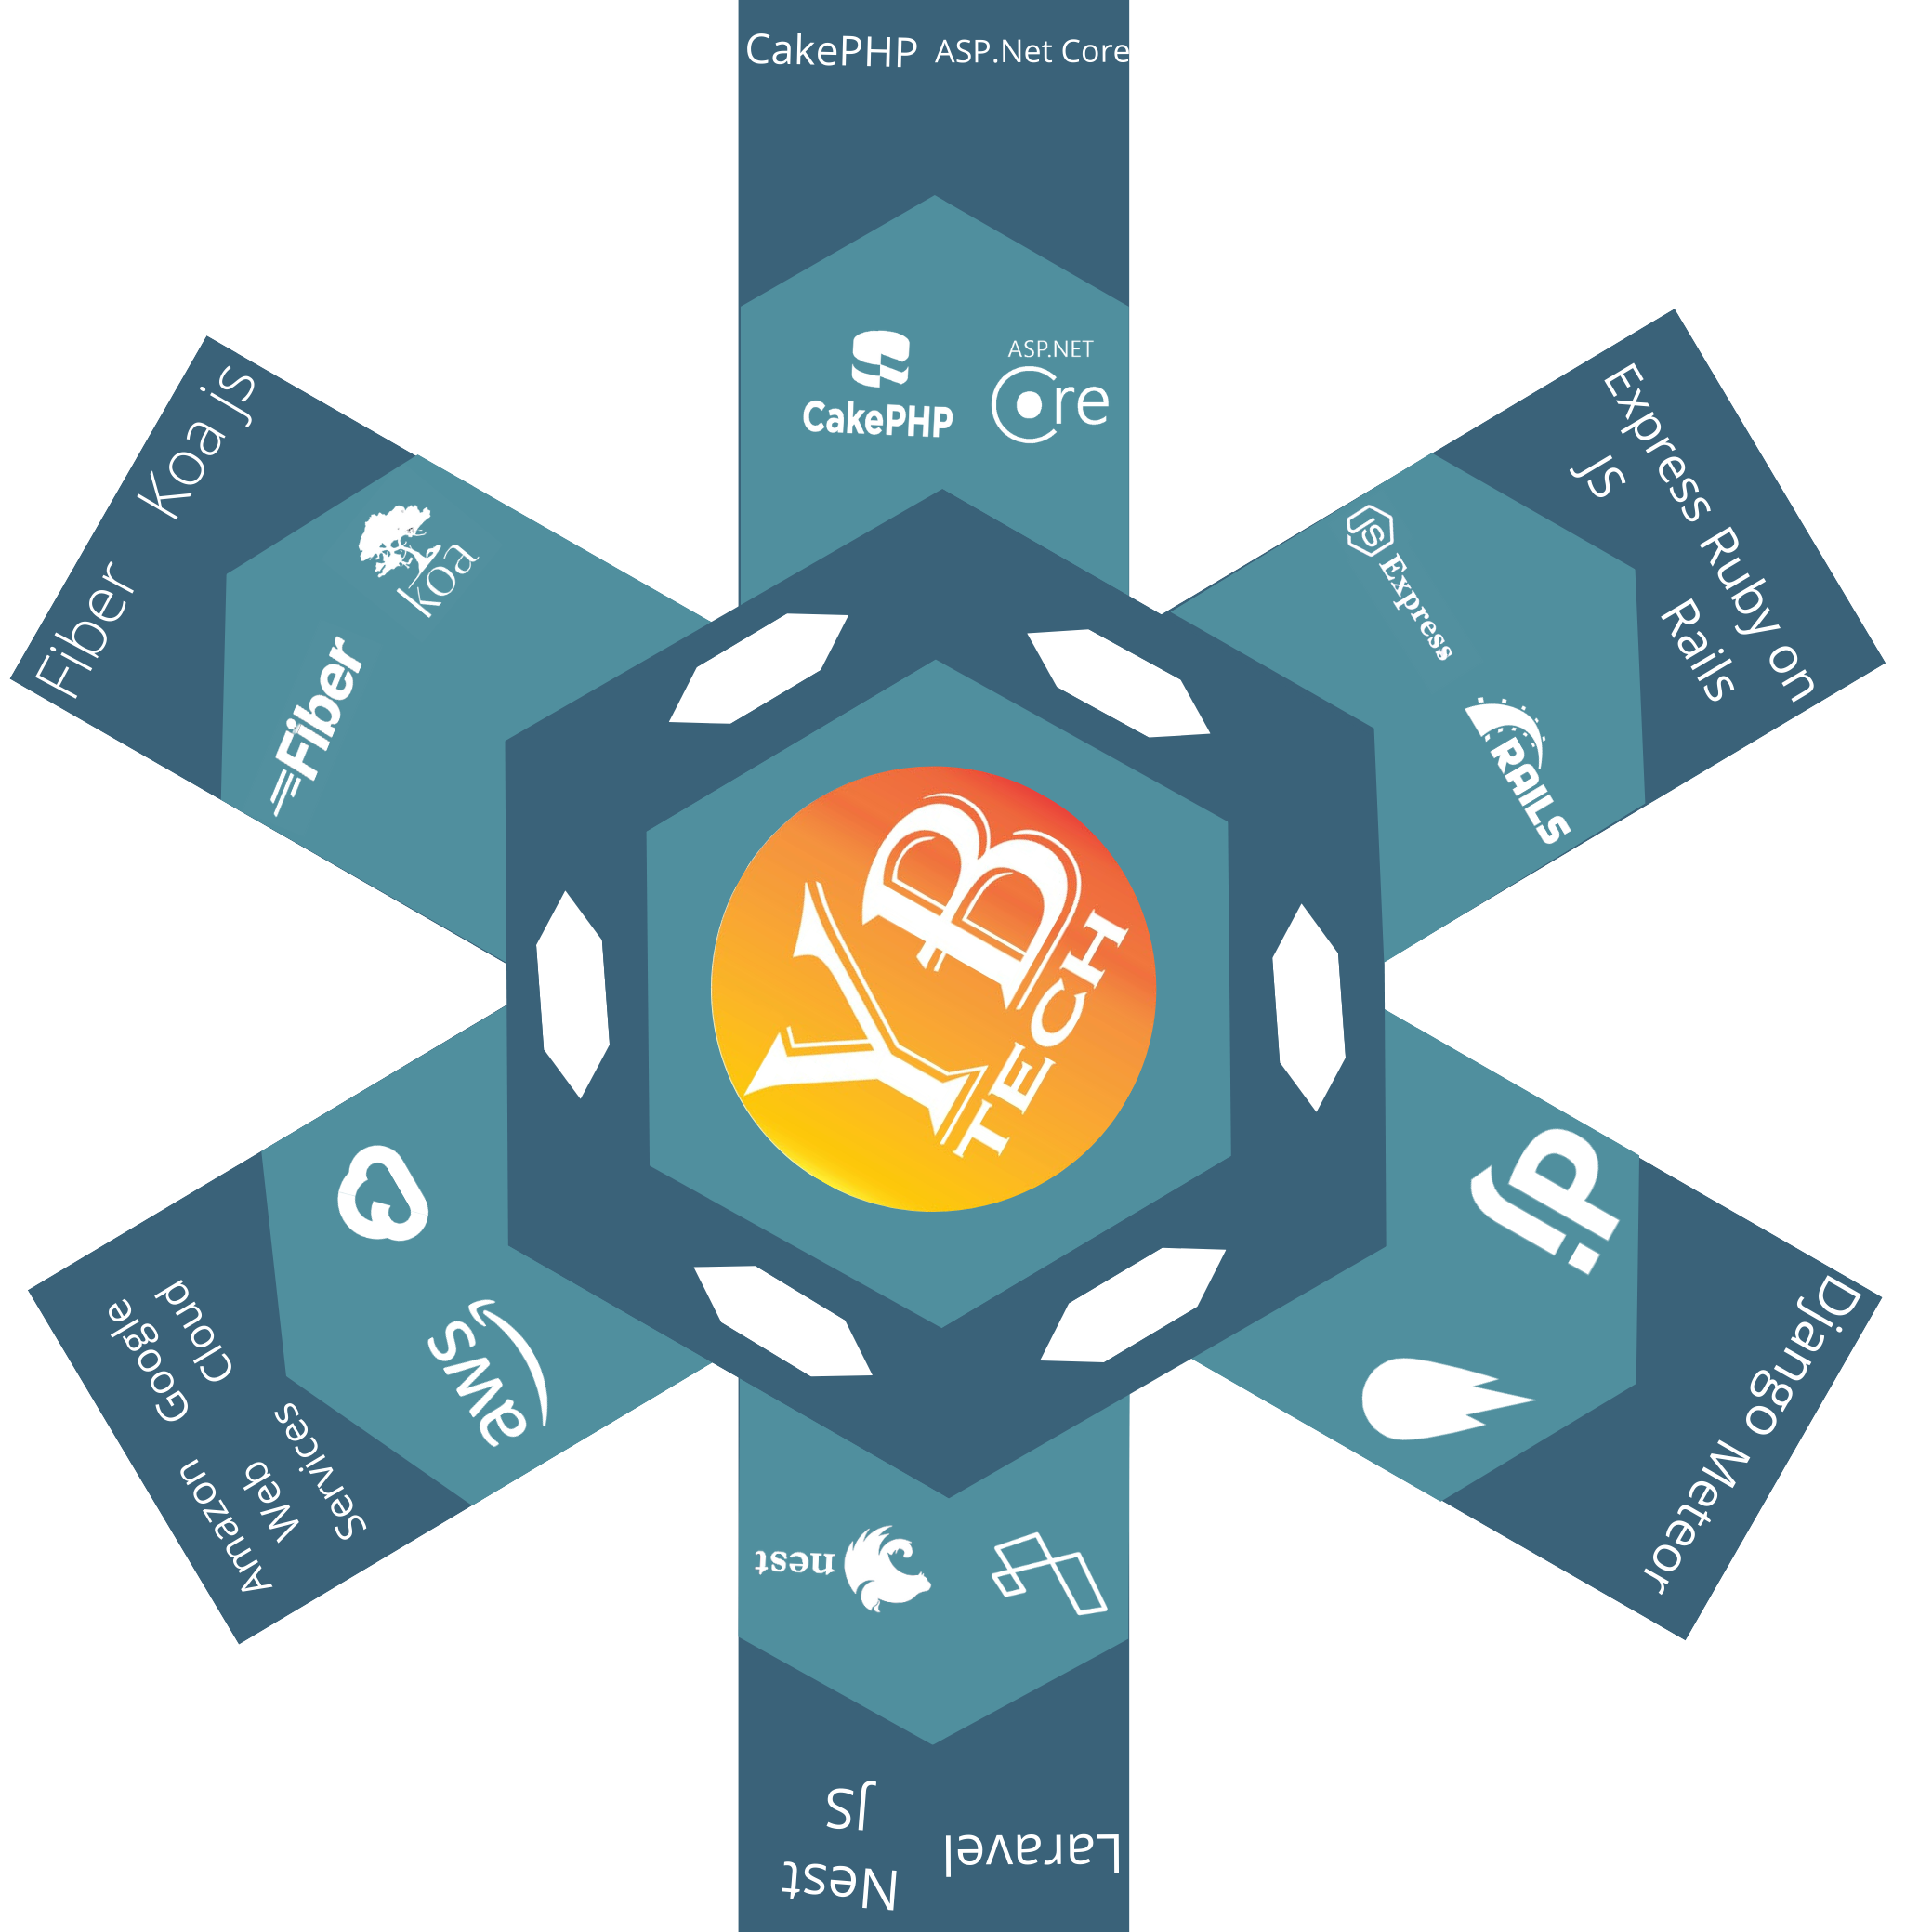 CakePHP
ASP.Net Core
CakePHP
ASP.NET
Core
Express
JS
Ruby on
Rails
Express
RAILS
dj
Django
Meteor
Laravel
Nest
JS
nest
Amazon
Web
Services
Google
Cloud
aws
Fiber
Koa js
Fiber
Koa
YB
TECH